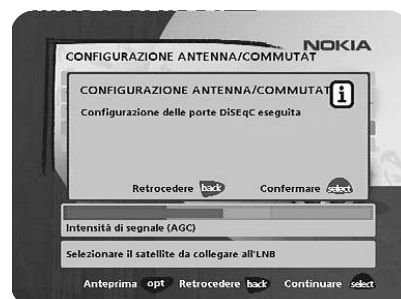 NOKIA
CONFIGURAZIONE ANTENNA/COMMUTAT
CONFIGURAZIONE ANTENNA/COMMUTAT
Configurazione delle porte DiSEqC eseguita
Retrocedere back Confermare select
Intensità di segnale (AGC)
Selezionare il satellite da collegare all'LNB
Anteprima opt Retrocedere back Continuare select